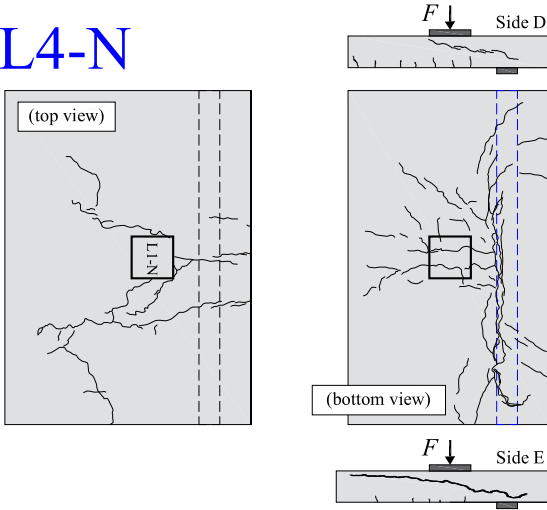 L4-N
F
Side D
(top view)
L1-N
(bottom view)
F
Side E